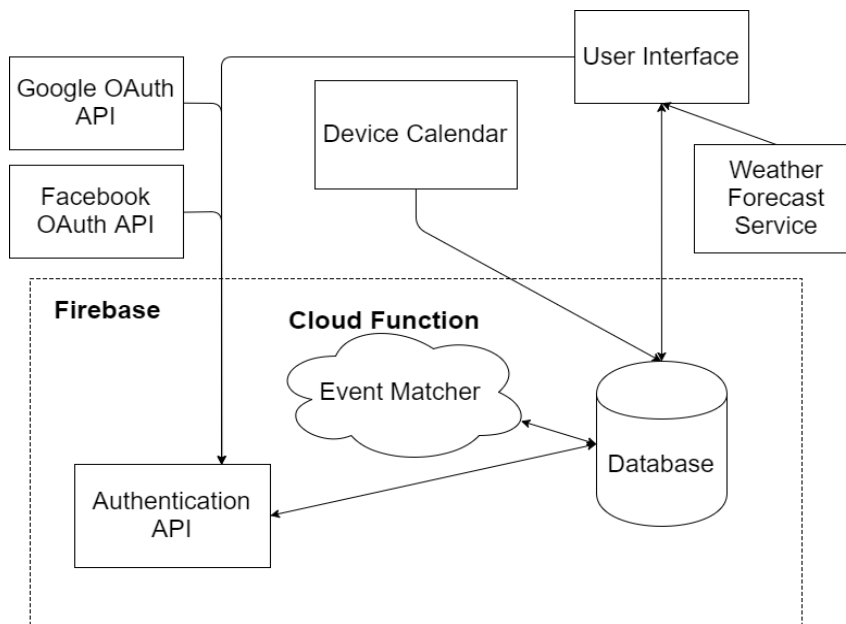 User Interface
Google OAuth
API
Device Calendar
Weather
Forecast
Service
Facebook
OAuth API
Firebase
Cloud Function
Event Matcher
Database
Authentication
API